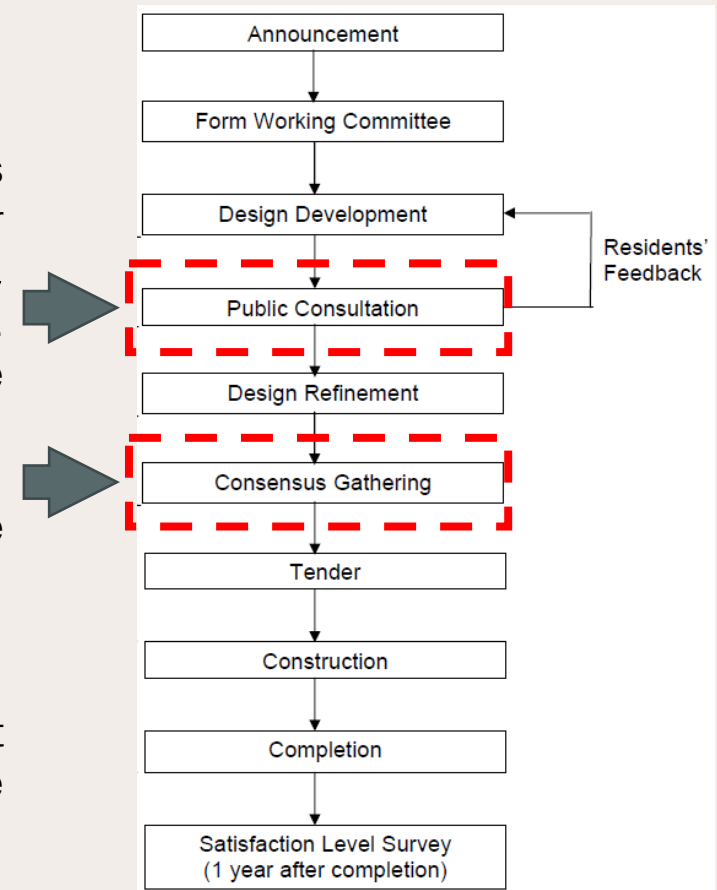 Announcement
Form Working Committee
Design Development
Residents'
Feedback
Public Consultation
Design Refinement
Consensus Gathering
Tender
Construction
Completion
Satisfaction Level Survey
(1 year after completion)